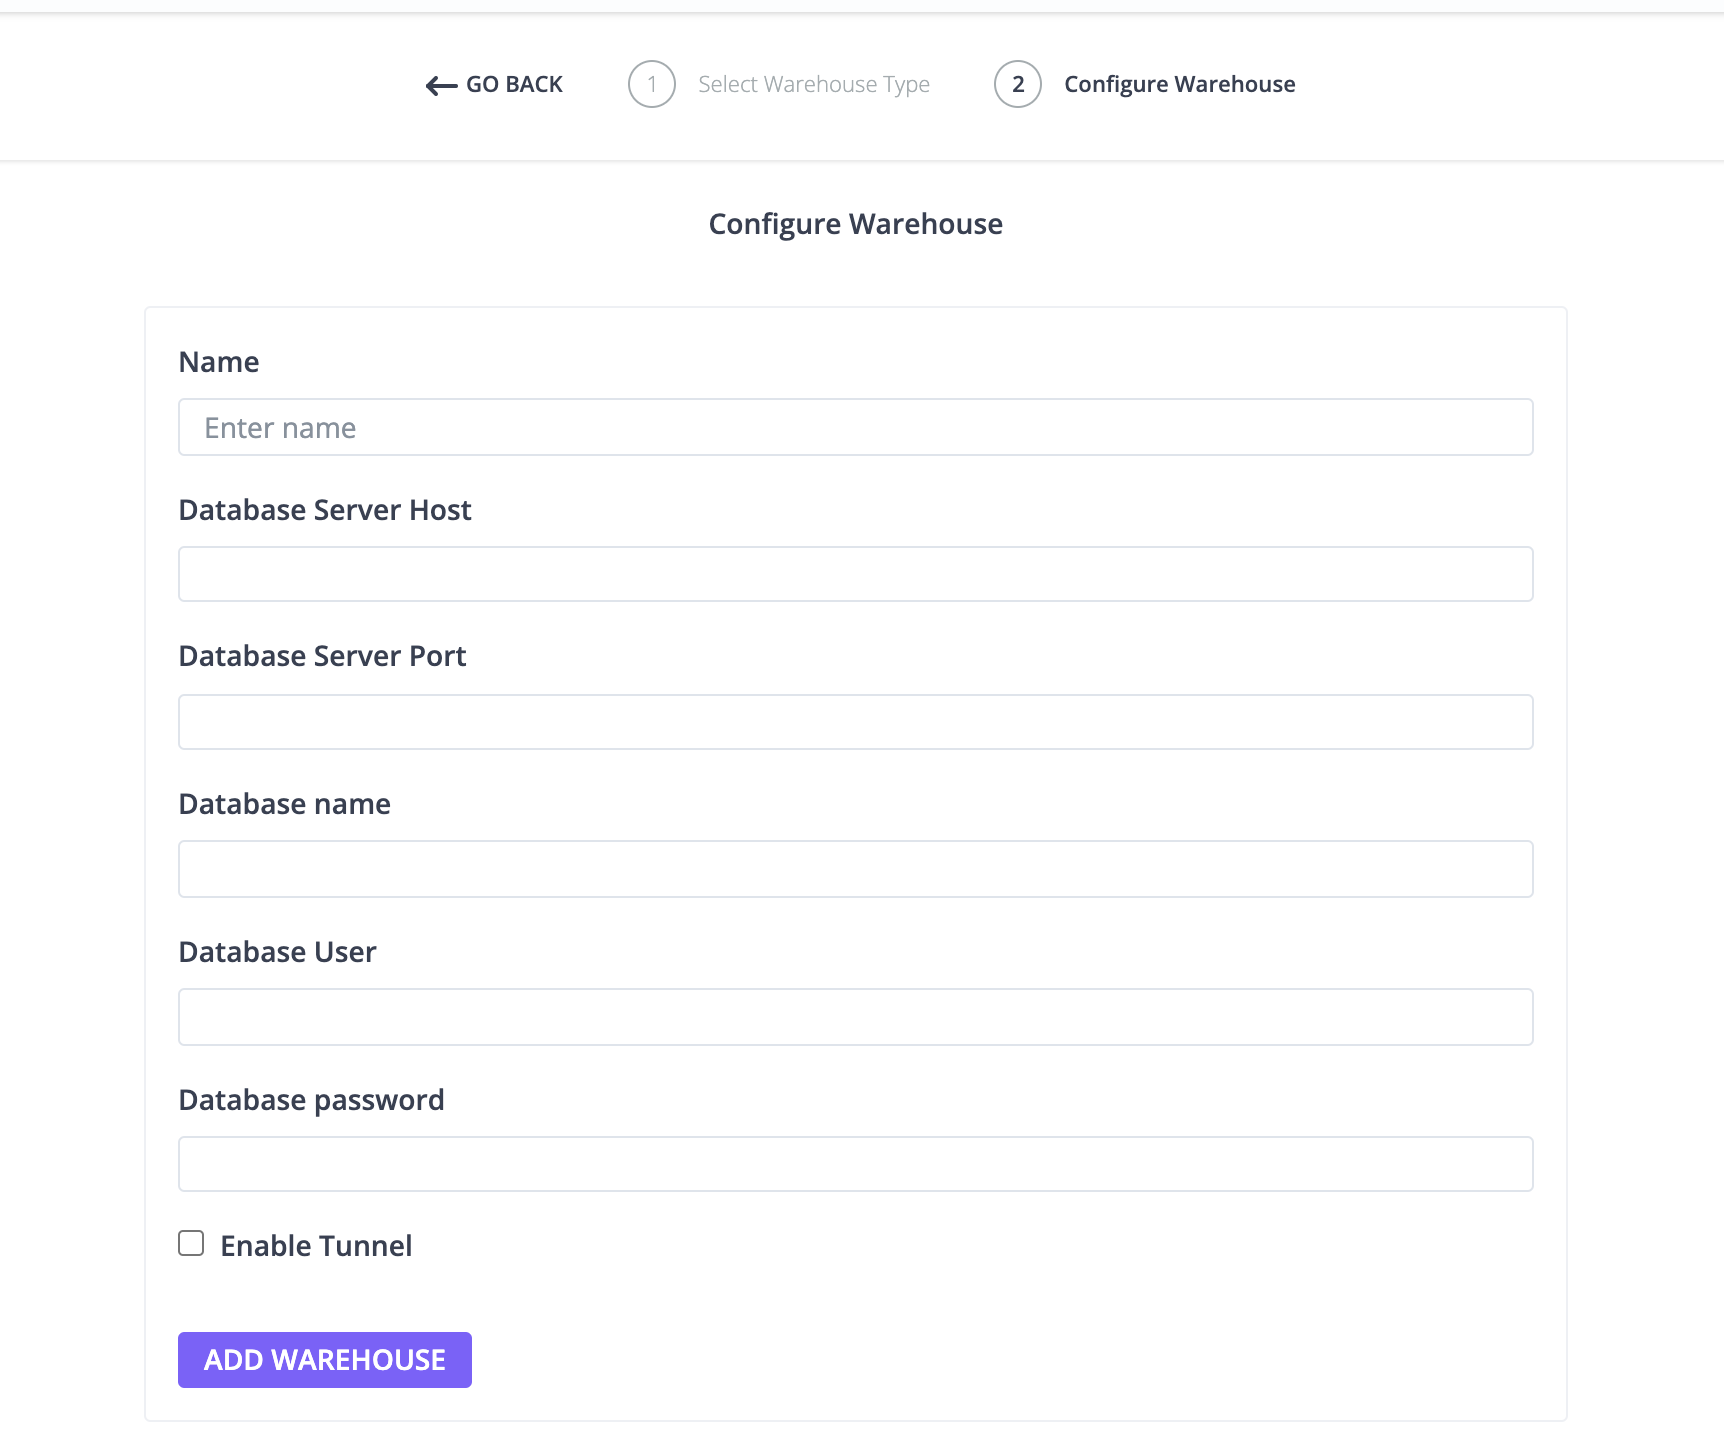 GO BACK 1 Select Warehouse Type 2 Configure Warehouse
Configure Warehouse
Name
Enter name
Database Server Host
Database Server Port
Database name
Database User
Database password
Enable Tunnel
ADD WAREHOUSE